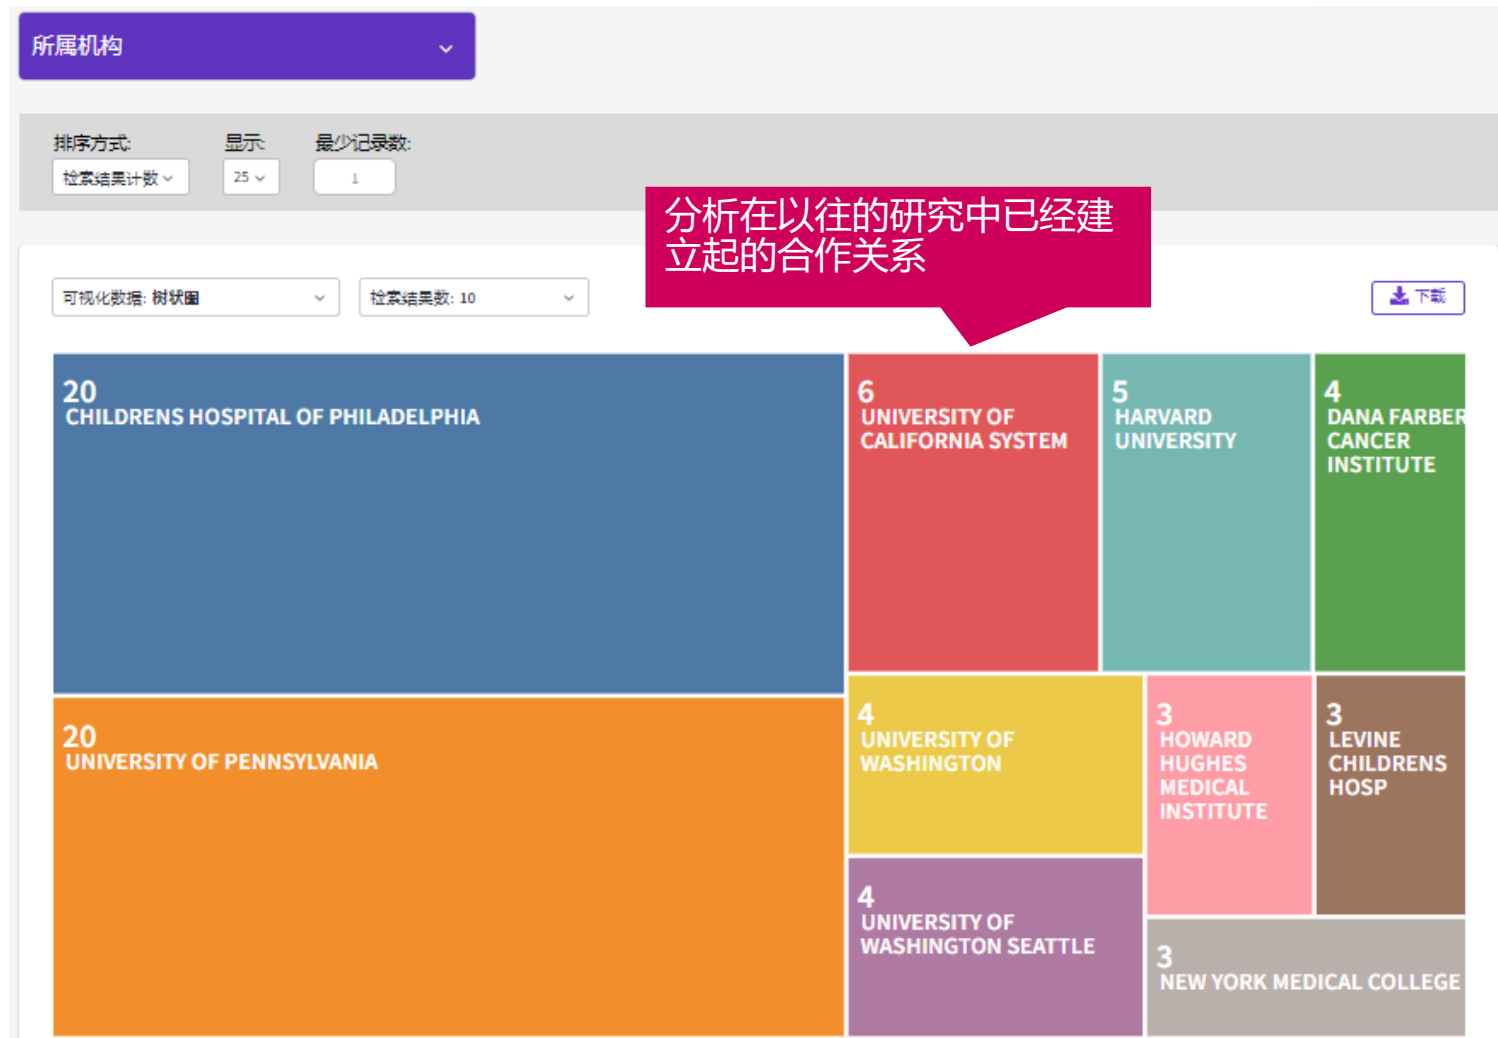 所属机构
排序方式:
显示:
最少记录数:
检索结果计数
25
1
分析在以往的研究中已经建
立起的合作关系
可视化数据: 树状图
检索结果数: 10
下载
20
CHILDRENS HOSPITAL OF PHILADELPHIA
6
UNIVERSITY OF
CALIFORNIA SYSTEM
5
HARVARD
UNIVERSITY
4
DANA FARBER
CANCER
INSTITUTE
20
UNIVERSITY OF PENNSYLVANIA
4
UNIVERSITY OF
WASHINGTON
3
HOWARD
HUGHES
MEDICAL
INSTITUTE
3
LEVINE
CHILDRENS
HOSP
4
UNIVERSITY OF
WASHINGTON SEATTLE
3
NEW YORK MEDICAL COLLEGE